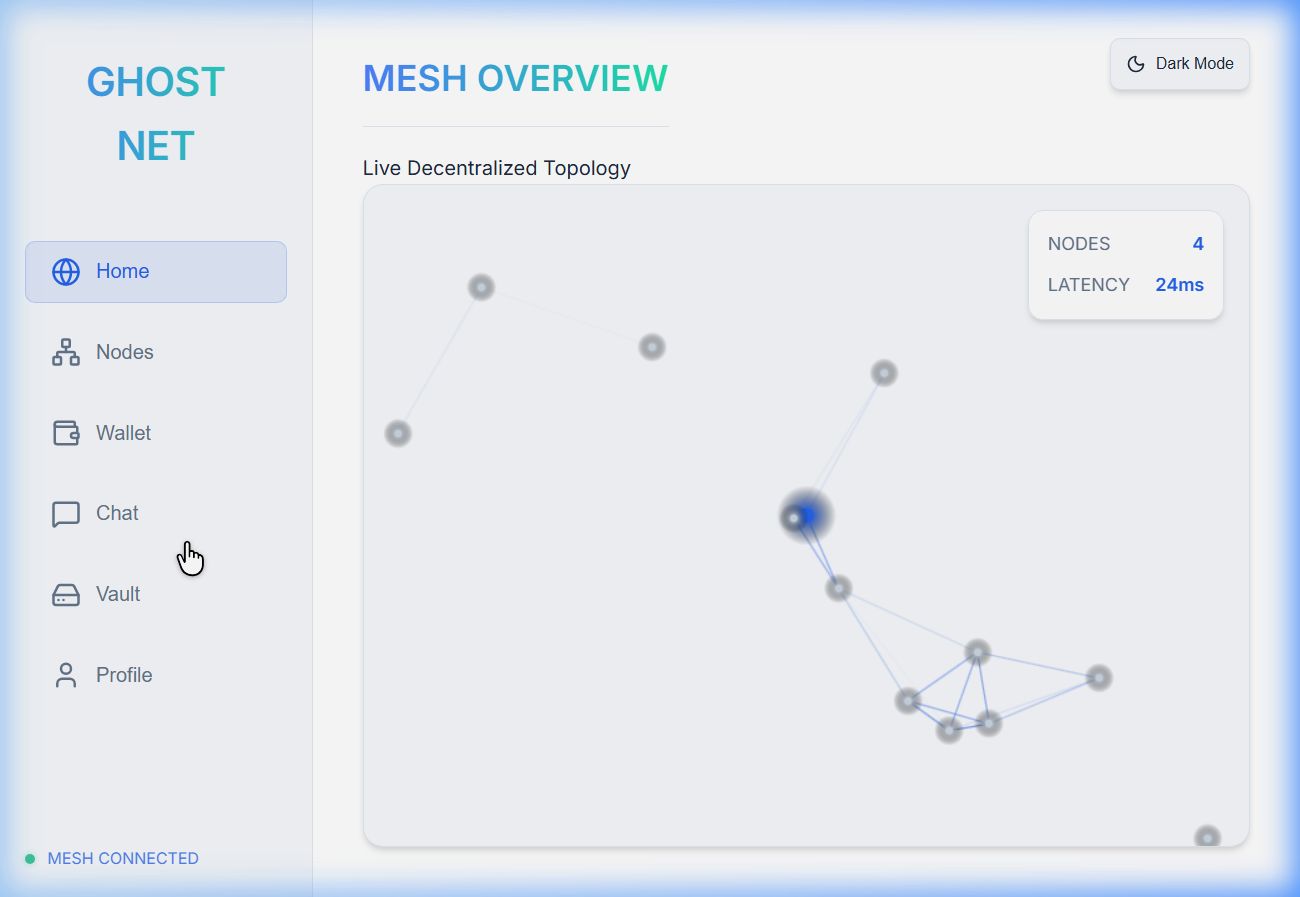 GHOST
NET
Home
Nodes
Wallet
Chat
Vault
Profile
MESH CONNECTED
MESH OVERVIEW
Dark Mode
Live Decentralized Topology
NODES 4
LATENCY 24ms